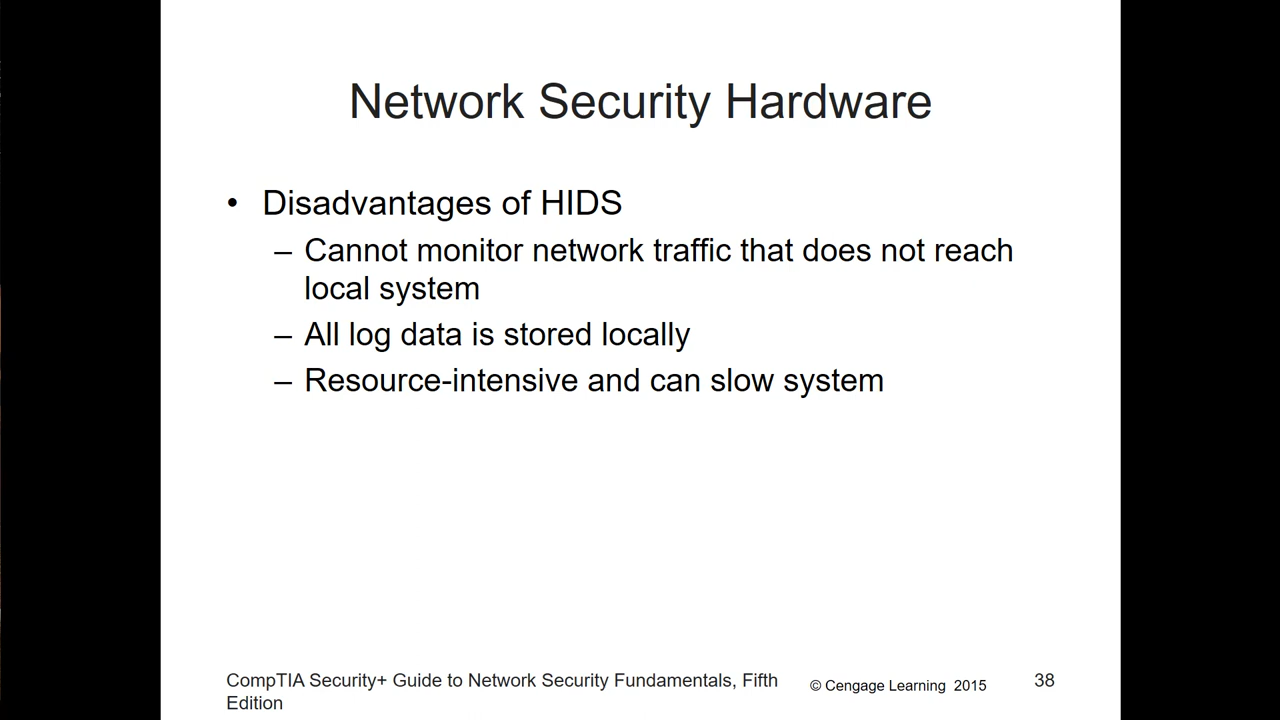 Network Security Hardware
• Disadvantages of HIDS
– Cannot monitor network traffic that does not reach
local system
– All log data is stored locally
– Resource-intensive and can slow system
CompTIA Security+ Guide to Network Security Fundamentals, Fifth
Edition
© Cengage Learning 2015
38